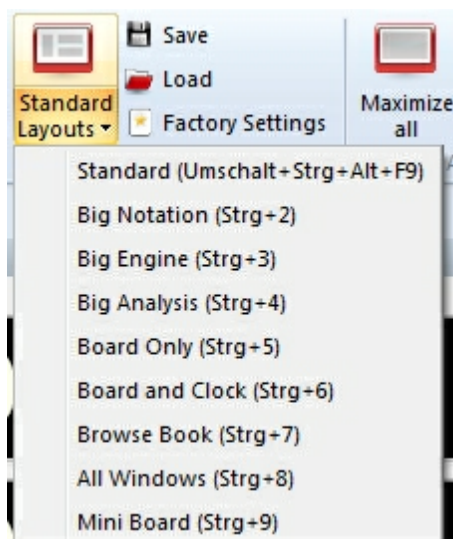 Save
Load
Factory Settings
Standard
Layouts
Maximize
all
Standard (Umschalt+Strg+Alt+F9)
Big Notation (Strg+2)
Big Engine (Strg+3)
Big Analysis (Strg+4)
Board Only (Strg+5)
Board and Clock (Strg+6)
Browse Book (Strg+7)
All Windows (Strg+8)
Mini Board (Strg+9)